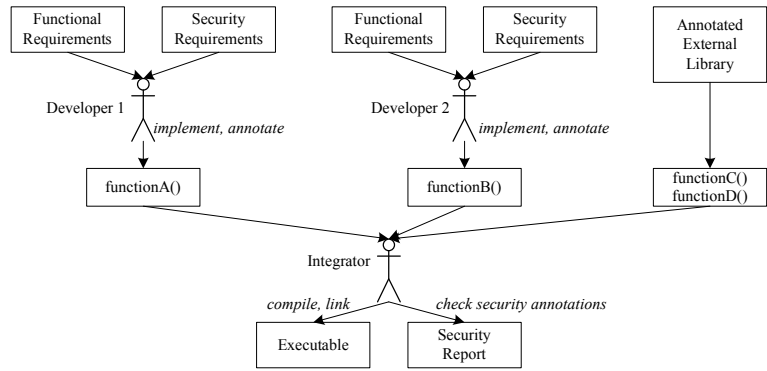 Functional
Requirements
Security
Requirements
Functional
Requirements
Security
Requirements
Annotated
External
Library
Developer 1
implement, annotate
Developer 2
implement, annotate
functionA()
functionB()
functionC()
functionD()
Integrator
compile, link
check security annotations
Executable
Security
Report